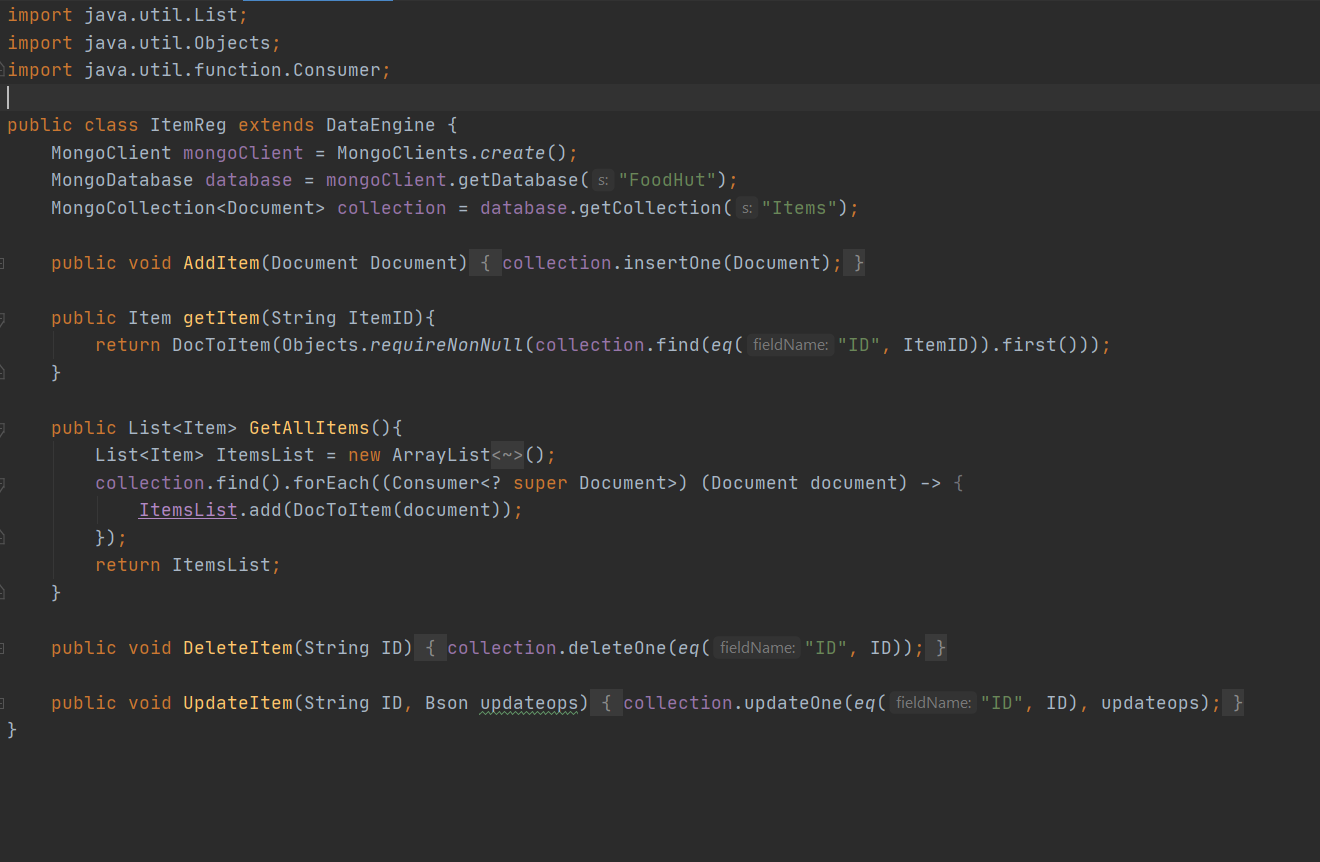 import java.util.List;
import java.util.Objects;
import java.util.function.Consumer;
public class ItemReg extends DataEngine {
MongoClient mongoClient = MongoClients.create();
MongoDatabase database = mongoClient.getDatabase( s: "FoodHut");
MongoCollection<Document> collection = database.getCollection( s: "Items");
public void AddItem(Document Document) { collection.insertOne(Document); }
public Item getItem(String ItemID){
return DocToItem(Objects.requireNonNull(collection.find(eq( fieldName: "ID", ItemID)).first()));
}
public List<Item> GetAllItems(){
List<Item> ItemsList = new ArrayList<~>();
collection.find().forEach((Consumer<? super Document>) (Document document) -> {
ItemsList.add(DocToItem(document));
});
return ItemsList;
}
public void DeleteItem(String ID) { collection.deleteOne(eq( fieldName: "ID", ID)); }
public void UpdateItem(String ID, Bson updateops) { collection.updateOne(eq( fieldName: "ID", ID), updateops); }
}